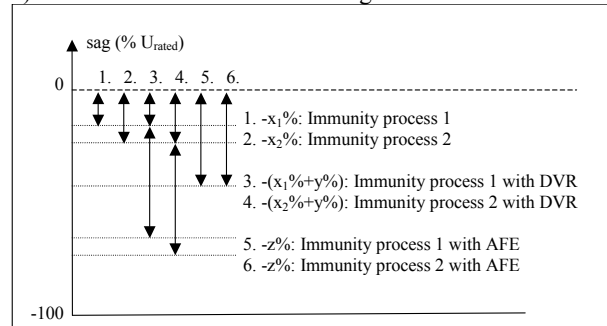 sag (% U_rated)
0
1. 2. 3. 4. 5. 6.
1. -x₁%: Immunity process 1
2. -x₂%: Immunity process 2
3. -(x₁%+y%): Immunity process 1 with DVR
4. -(x₂%+y%): Immunity process 2 with DVR
5. -z%: Immunity process 1 with AFE
6. -z%: Immunity process 2 with AFE
-100